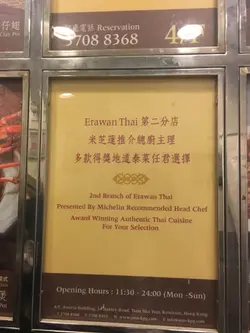 Reservation
3708 8368
4/F
Erawan Thai 第二分店
米芝蓮推介總廚主理
多款得獎地道泰菜任君選擇
2nd Branch of Erawan Thai
Presented By Michelin Recommended Head Chef
Award Winning Authentic Thai Cuisine
For Your Selection
Opening Hours : 11:30 - 24:00 (Mon -Sun)